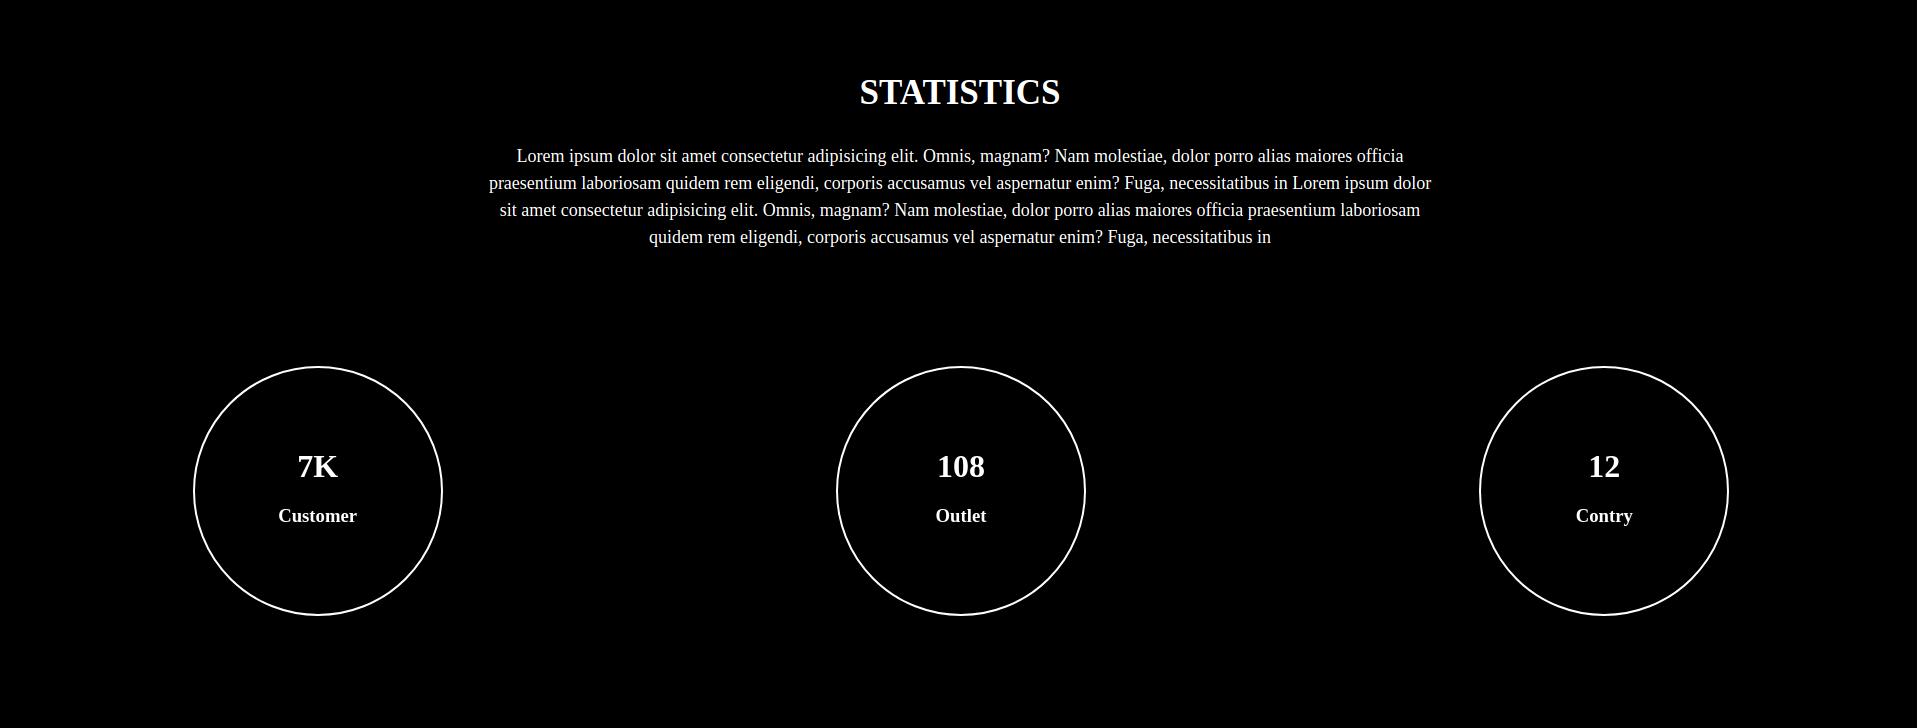 STATISTICS
Lorem ipsum dolor sit amet consectetur adipisicing elit. Omnis, magnam? Nam molestiae, dolor porro alias maiores officia
praesentium laboriosam quidem rem eligendi, corporis accusamus vel aspernatur enim? Fuga, necessitatibus in Lorem ipsum dolor
sit amet consectetur adipisicing elit. Omnis, magnam? Nam molestiae, dolor porro alias maiores officia praesentium laboriosam
quidem rem eligendi, corporis accusamus vel aspernatur enim? Fuga, necessitatibus in
7K
Customer
108
Outlet
12
Contry